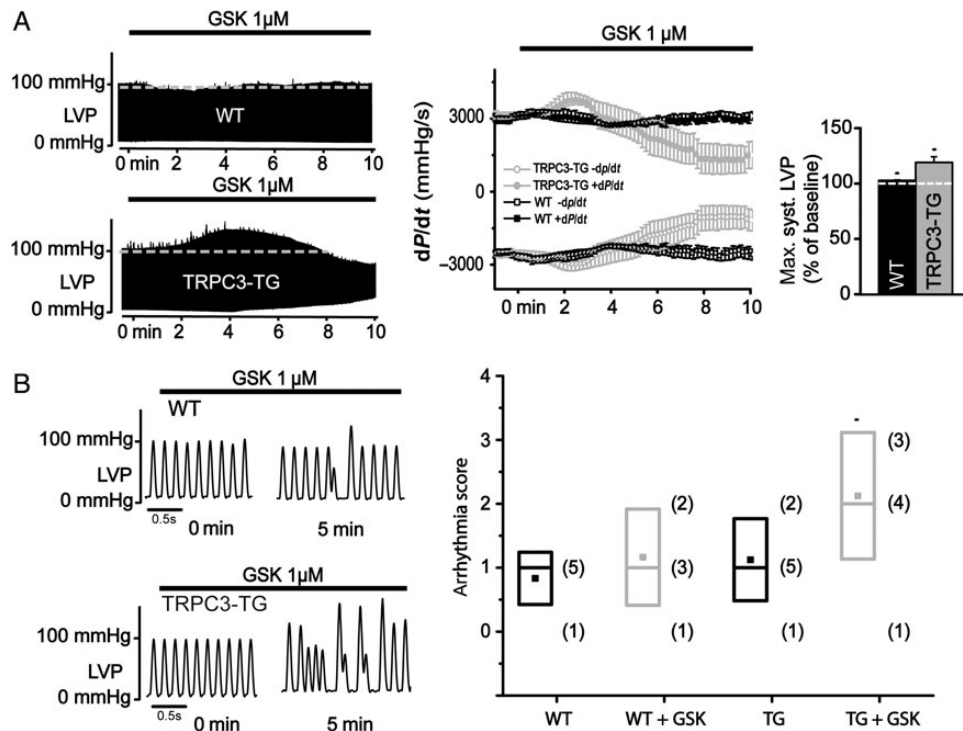 A
GSK 1µM
100 mmHg
LVP
0 mmHg
WT
0 min 2 4 6 8 10
GSK 1µM
100 mmHg
LVP
0 mmHg
TRPC3-TG
0 min 2 4 6 8 10
GSK 1 µM
dP/dt (mmHg/s)
3000
0
−3000
TRPC3-TG -dp/dt
TRPC3-TG +dP/dt
WT -dp/dt
WT +dP/dt
0 min 2 4 6 8 10
Max. syst. LVP
(% of baseline)
150
100
50
0
WT
TRPC3-TG
B
GSK 1µM
WT
100 mmHg
LVP
0 mmHg
0.5s
0 min 5 min
GSK 1µM
TRPC3-TG
100 mmHg
LVP
0 mmHg
0.5s
0 min 5 min
Arrhythmia score
4
3
2
1
0
(5)
(1)
(2)
(3)
(1)
(2)
(5)
(1)
(3)
(4)
(1)
WT WT + GSK TG TG + GSK